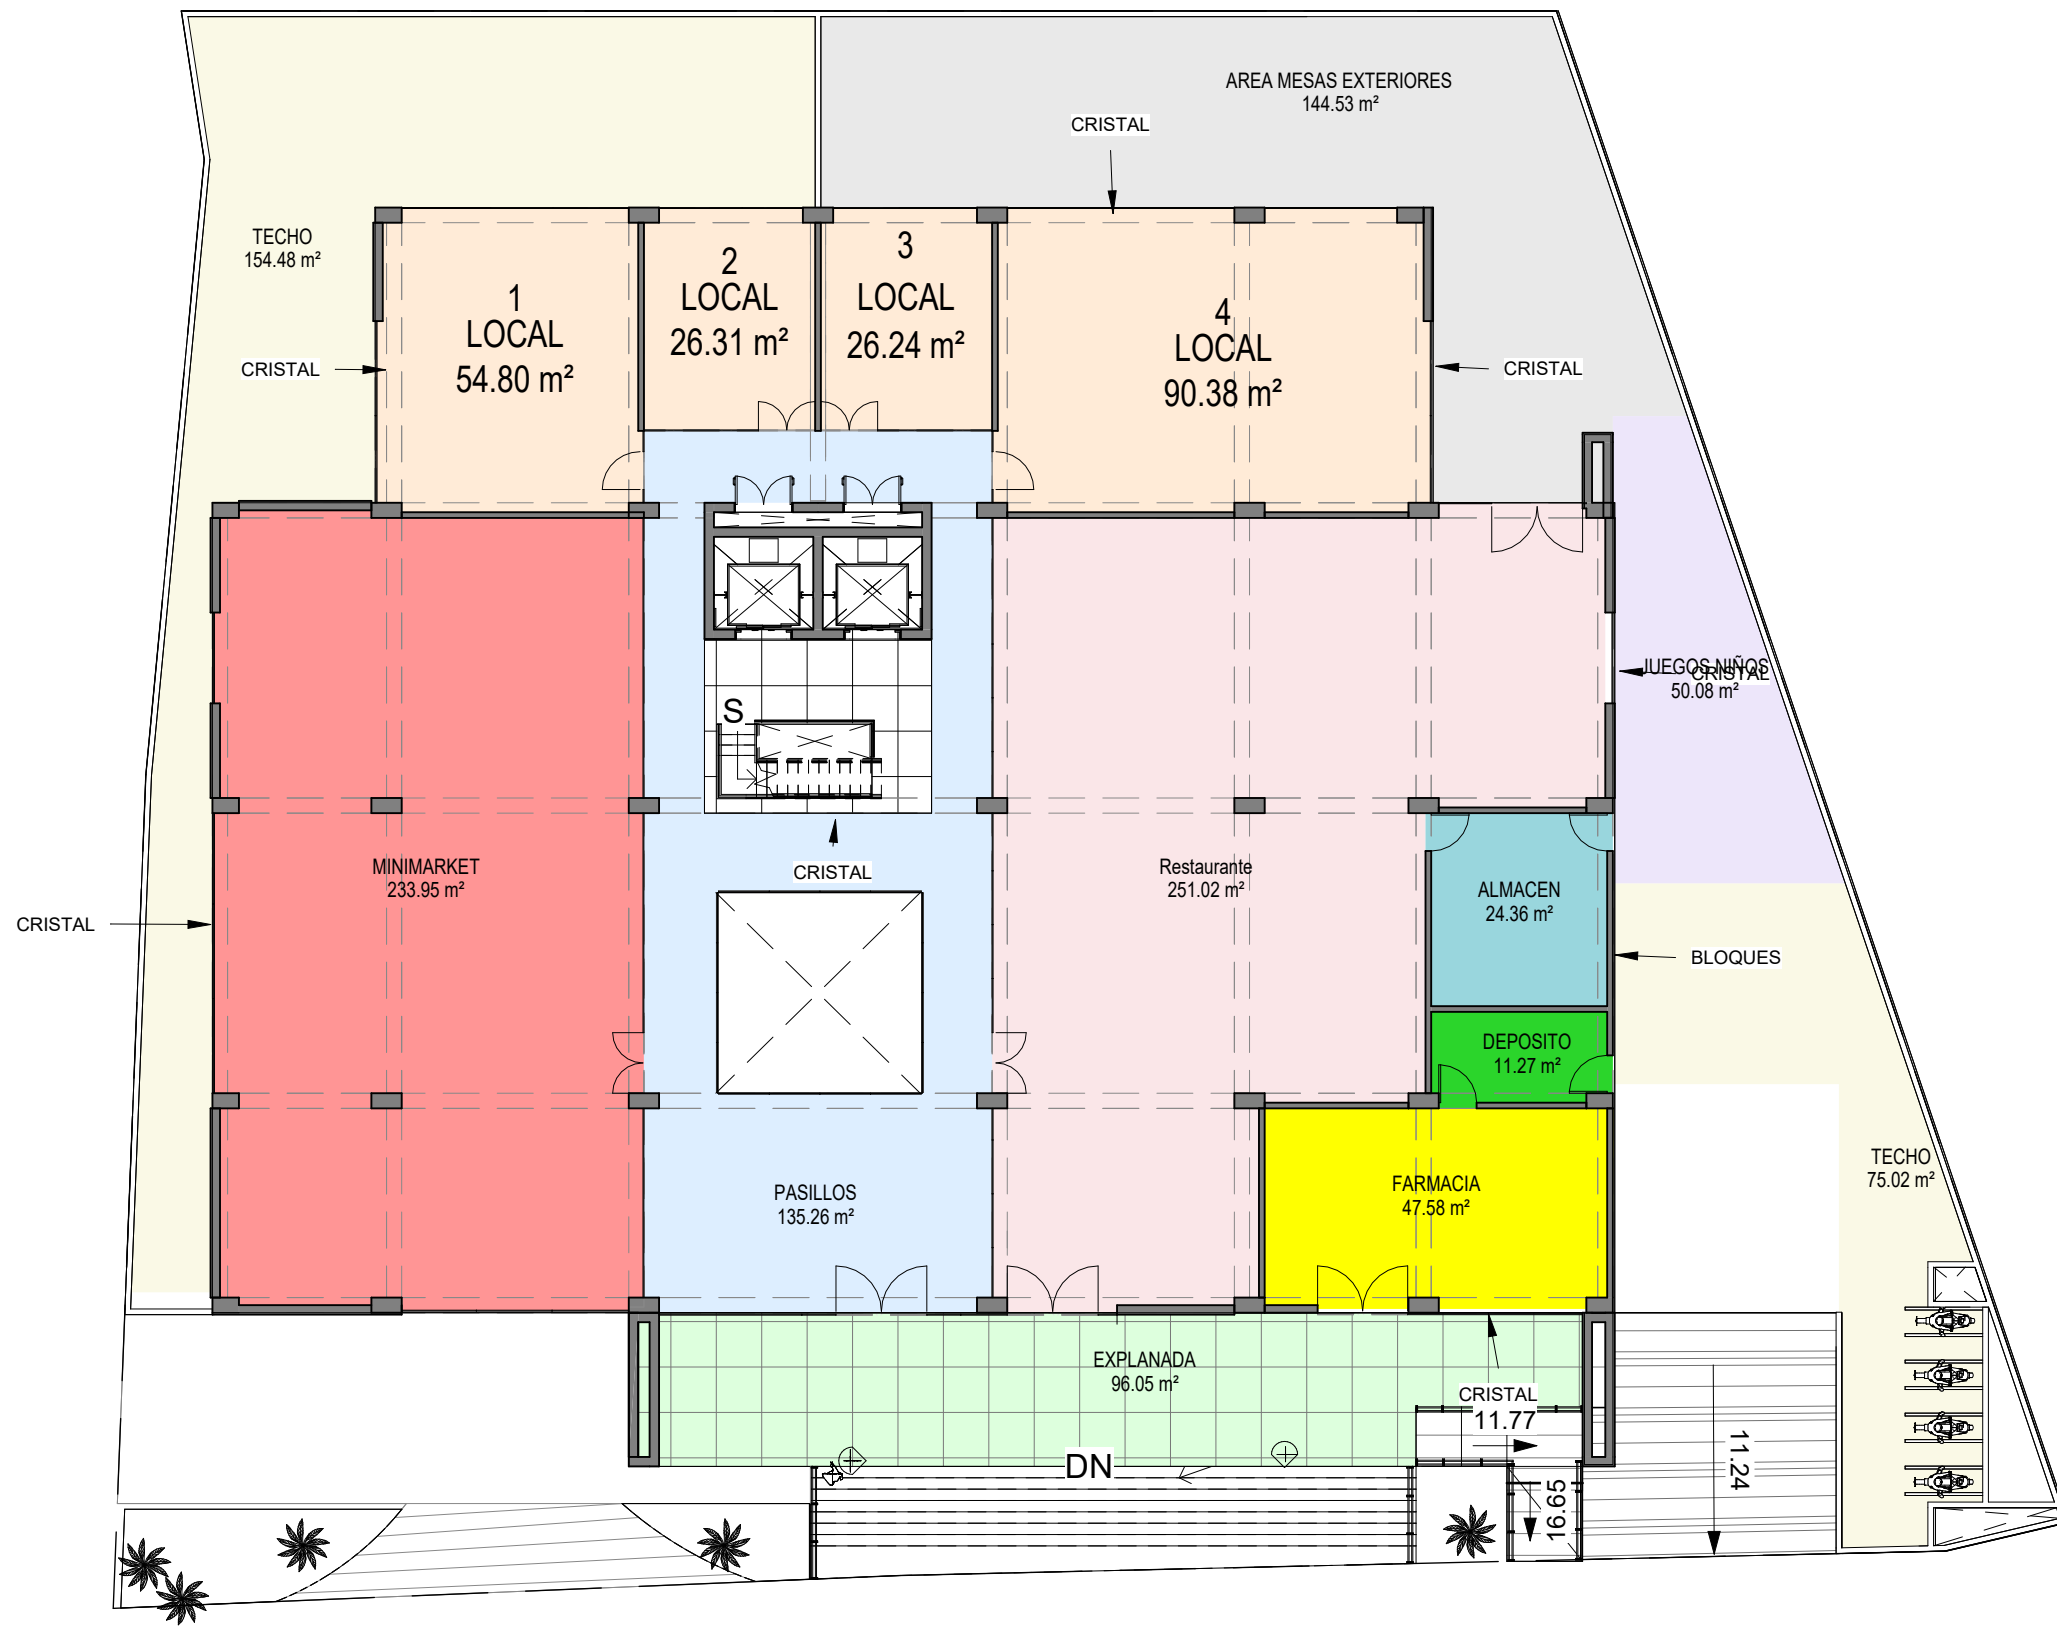 AREA MESAS EXTERIORES
144.53 m²
CRISTAL
TECHO
154.48 m²
1
LOCAL
54.80 m²
2
LOCAL
26.31 m²
3
LOCAL
26.24 m²
4
LOCAL
90.38 m²
CRISTAL
CRISTAL
JUEGOS NIÑOS
50.08 m²
CRISTAL
S
MINIMARKET
233.95 m²
CRISTAL
CRISTAL
Restaurante
251.02 m²
ALMACEN
24.36 m²
BLOQUES
DEPOSITO
11.27 m²
PASILLOS
135.26 m²
FARMACIA
47.58 m²
TECHO
75.02 m²
EXPLANADA
96.05 m²
CRISTAL
11.77
DN
16.65
11.24